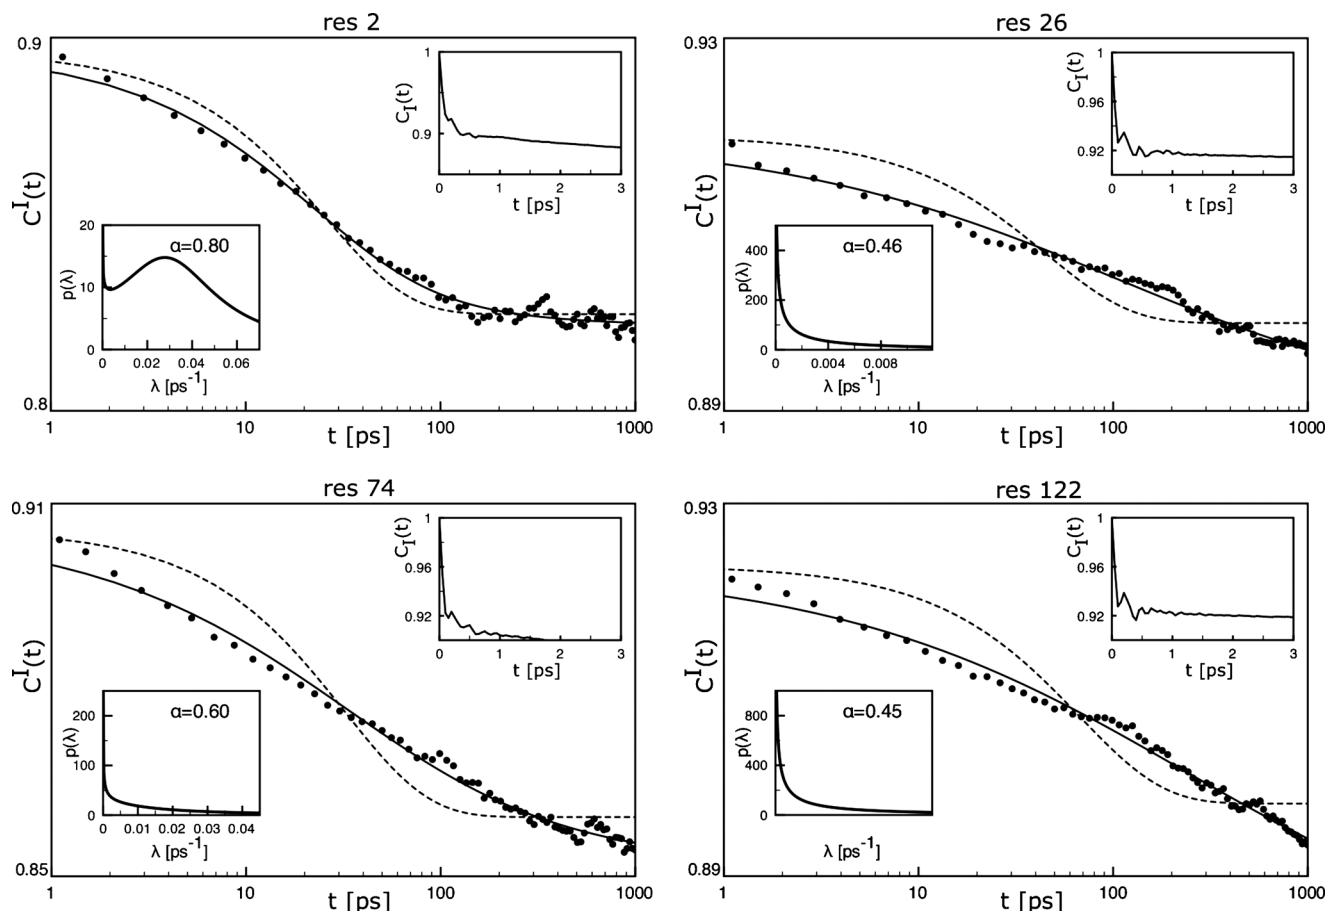 res 2
0.9
C^I(t)
0.8
1
10
100
1000
t [ps]
1
C_I(t)
0.9
0
1
2
3
t [ps]
20
p(λ)
10
0
α=0.80
0
0.02
0.04
0.06
λ [ps^-1]
res 26
0.93
C^I(t)
0.89
1
10
100
1000
t [ps]
1
C_I(t)
0.96
0.92
0
1
2
3
t [ps]
400
p(λ)
200
0
α=0.46
0
0.004
0.008
λ [ps^-1]
res 74
0.91
C^I(t)
0.85
1
10
100
1000
t [ps]
1
C_I(t)
0.96
0.92
0
1
2
3
t [ps]
200
p(λ)
100
0
α=0.60
0
0.01
0.02
0.03
0.04
λ [ps^-1]
res 122
0.93
C^I(t)
0.89
1
10
100
1000
t [ps]
1
C_I(t)
0.96
0.92
0
1
2
3
t [ps]
800
p(λ)
400
0
α=0.45
λ [ps^-1]